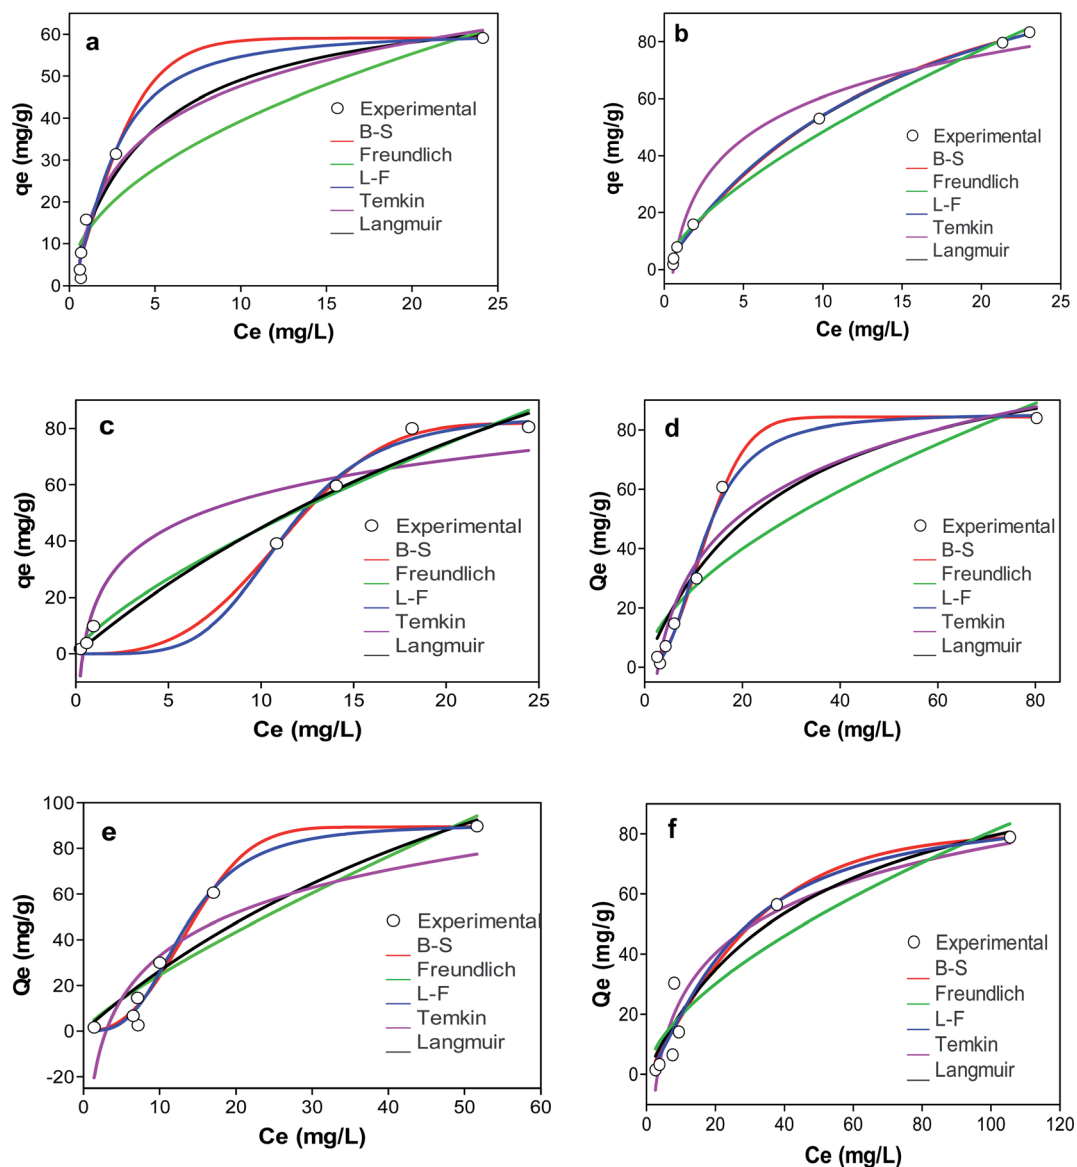 a
60
50
40
30
20
10
0
qe (mg/g)
Experimental
B-S
Freundlich
L-F
Temkin
Langmuir
0 5 10 15 20 25
Ce (mg/L)
b
80
60
40
20
0
qe (mg/g)
Experimental
B-S
Freundlich
L-F
Temkin
Langmuir
0 5 10 15 20 25
Ce (mg/L)
c
80
60
40
20
0
qe (mg/g)
Experimental
B-S
Freundlich
L-F
Temkin
Langmuir
0 5 10 15 20 25
Ce (mg/L)
d
80
60
40
20
0
Qe (mg/g)
Experimental
B-S
Freundlich
L-F
Temkin
Langmuir
0 20 40 60 80
Ce (mg/L)
e
100
80
60
40
20
0
-20
Qe (mg/g)
Experimental
B-S
Freundlich
L-F
Temkin
Langmuir
0 10 20 30 40 50 60
Ce (mg/L)
f
80
60
40
20
0
Qe (mg/g)
Experimental
B-S
Freundlich
L-F
Temkin
Langmuir
0 20 40 60 80 100 120
Ce (mg/L)